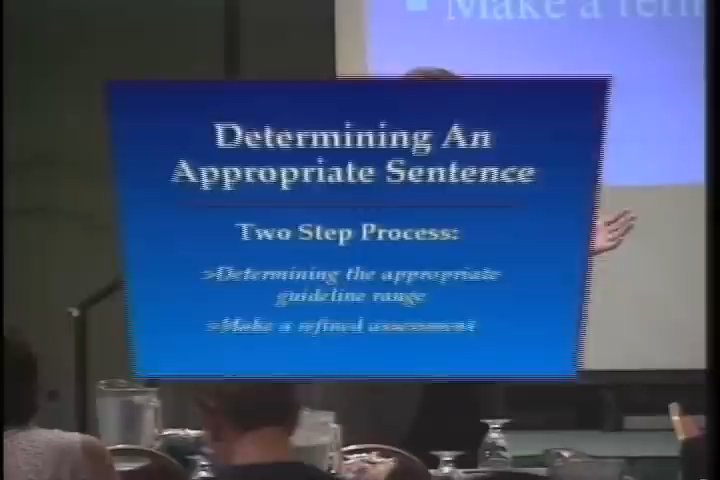 Make a refin
Determining An
Appropriate Sentence
Two Step Process:
>Determining the appropriate
guideline range
>Make a refined assessment